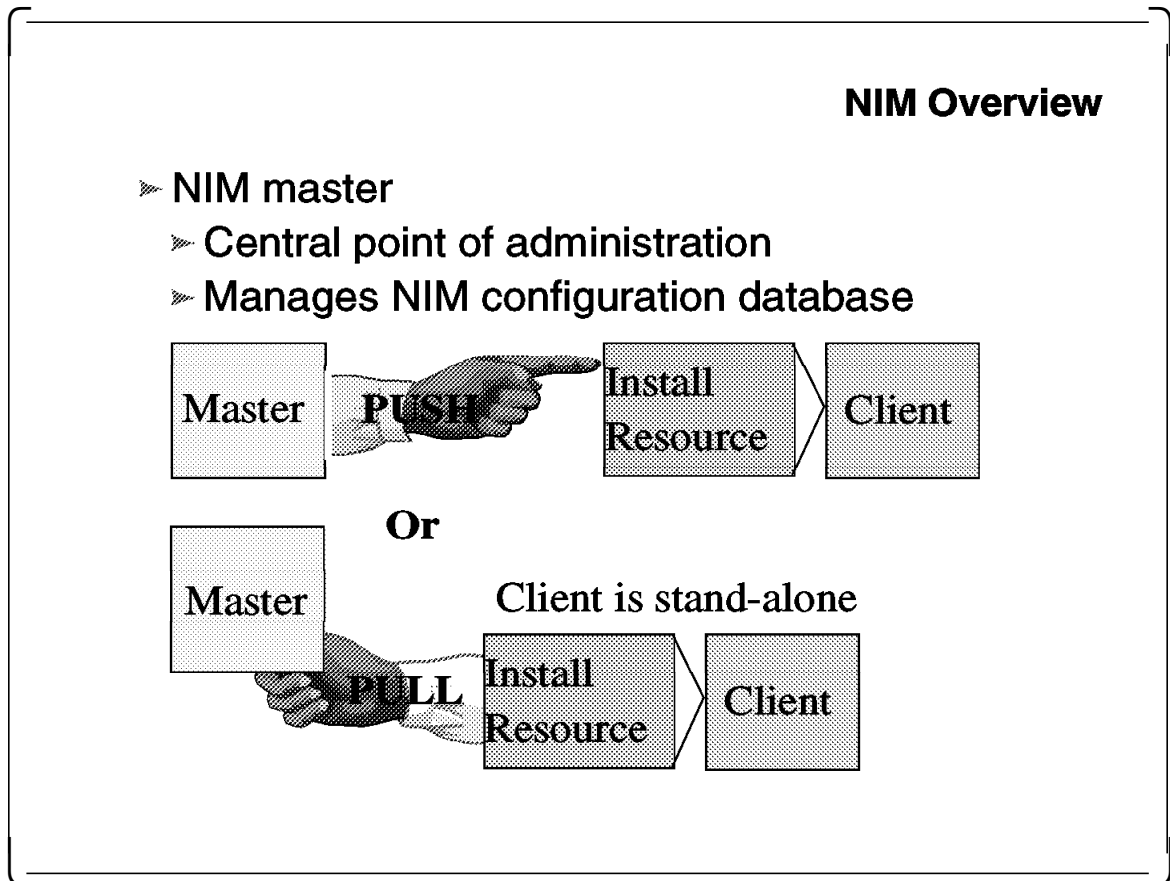 NIM Overview
NIM master
Central point of administration
Manages NIM configuration database
Master
PUSH
Install
Resource
Client
Or
Master
Client is stand-alone
PULL
Install
Resource
Client